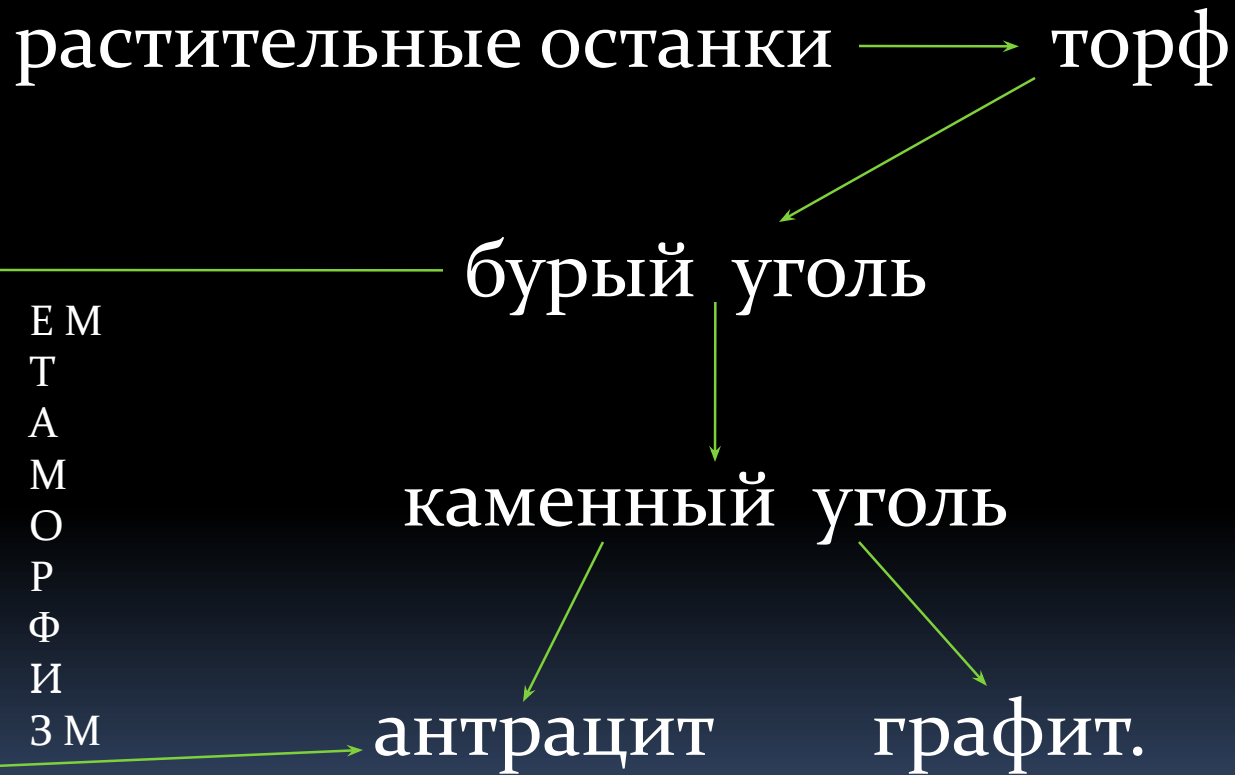 растительные останки торф
бурый уголь
Е М
Т
А
М
О
Р
Ф
И
З М
каменный уголь
антрацит графит.